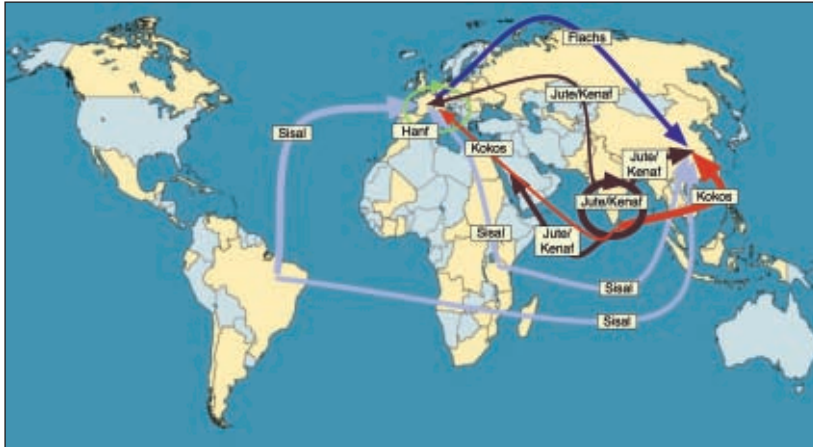 Flachs
Jute/Kenaf
Sisal
Hanf
Kokos
Jute/
Kenaf
Jute/Kenaf
Kokos
Sisal
Jute/
Kenaf
Sisal
Sisal